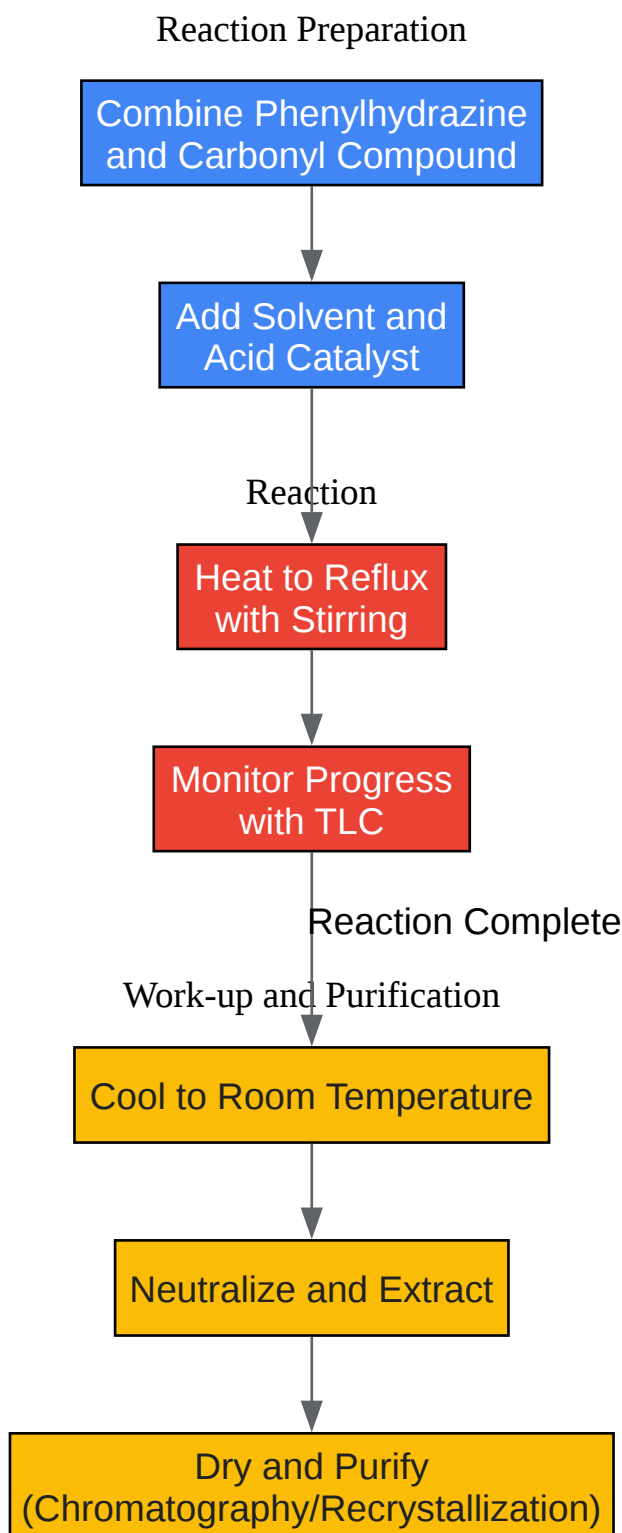 Reaction Preparation
Combine Phenylhydrazine
and Carbonyl Compound
Add Solvent and
Acid Catalyst
Reaction
Heat to Reflux
with Stirring
Monitor Progress
with TLC
Reaction Complete
Work-up and Purification
Cool to Room Temperature
Neutralize and Extract
Dry and Purify
(Chromatography/Recrystallization)